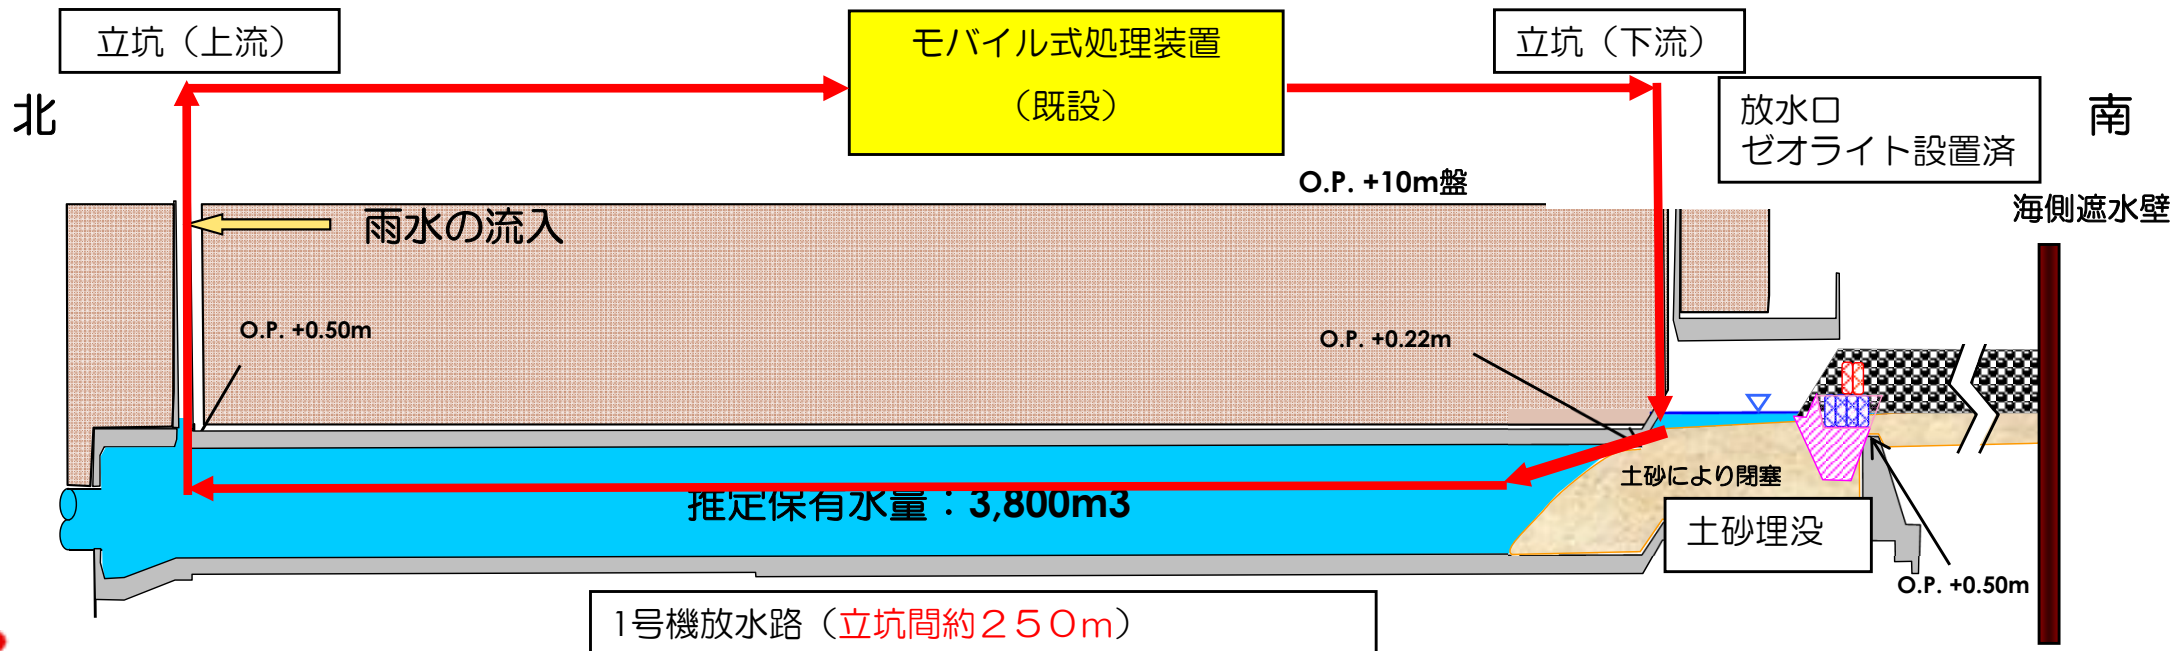 立坑（上流）
モバイル式処理装置
（既設）
立坑（下流）
北
放水口
ゼオライト設置済
南
O.P. +10m盤
海側遮水壁
雨水の流入
O.P. +0.50m
O.P. +0.22m
土砂により閉塞
推定保有水量：3,800m3
土砂埋没
O.P. +0.50m
1号機放水路（立坑間約２５０ｍ）